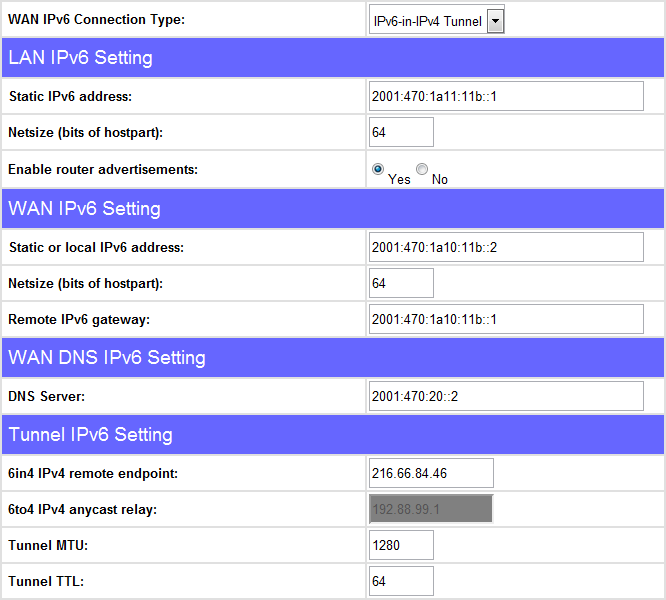 WAN IPv6 Connection Type: IPv6-in-IPv4 Tunnel
LAN IPv6 Setting
Static IPv6 address: 2001:470:1a11:11b::1
Netsize (bits of hostpart): 64
Enable router advertisements: Yes No
WAN IPv6 Setting
Static or local IPv6 address: 2001:470:1a10:11b::2
Netsize (bits of hostpart): 64
Remote IPv6 gateway: 2001:470:1a10:11b::1
WAN DNS IPv6 Setting
DNS Server: 2001:470:20::2
Tunnel IPv6 Setting
6in4 IPv4 remote endpoint: 216.66.84.46
6to4 IPv4 anycast relay: 192.88.99.1
Tunnel MTU: 1280
Tunnel TTL: 64